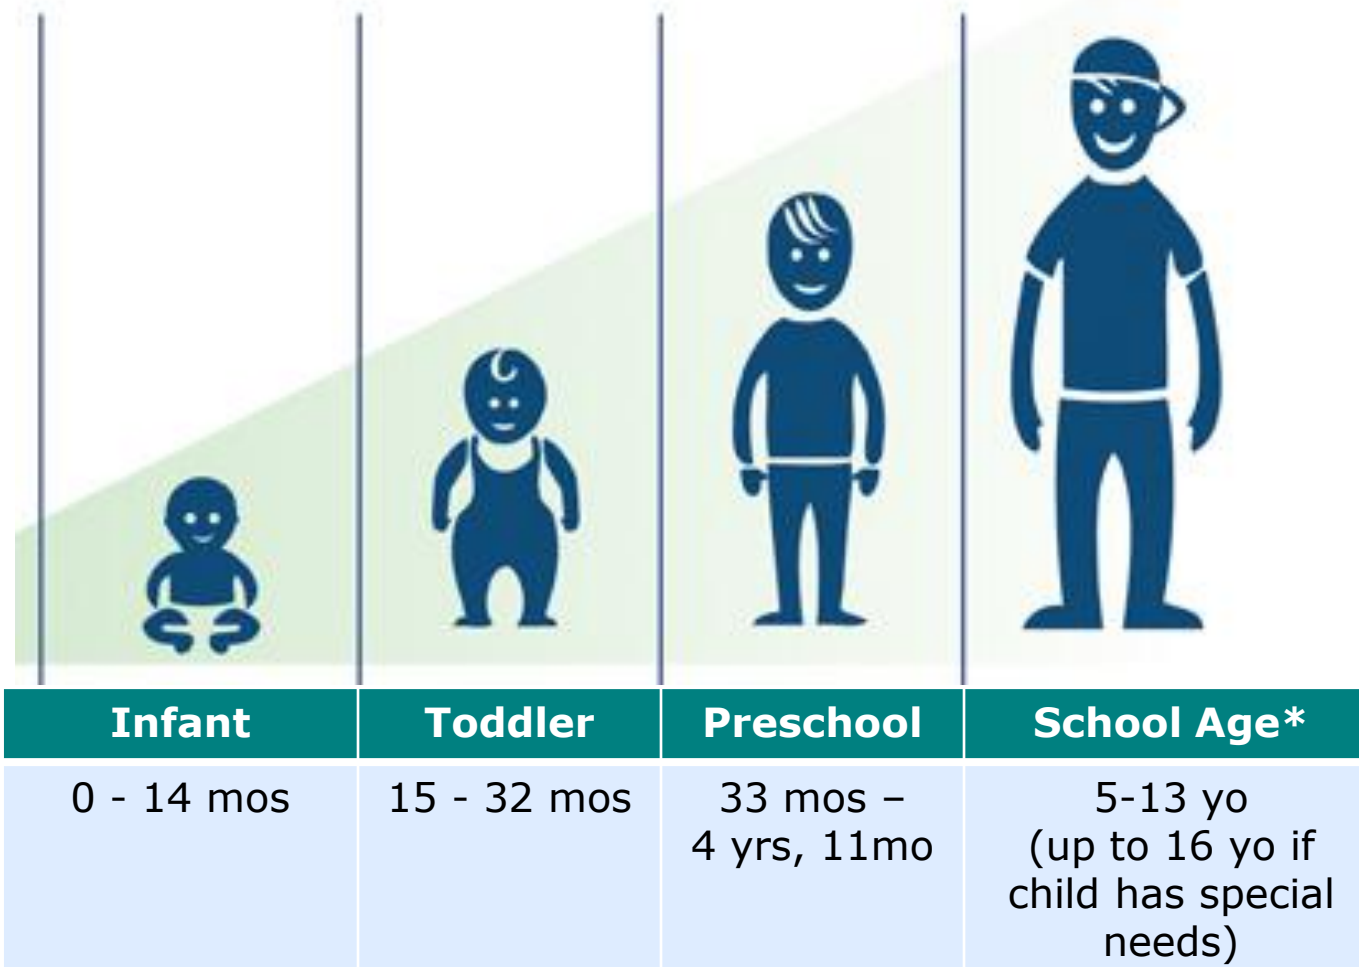 Infant
Toddler
Preschool
School Age*
0 - 14 mos
15 - 32 mos
33 mos –
4 yrs, 11mo
5-13 yo
(up to 16 yo if
child has special
needs)